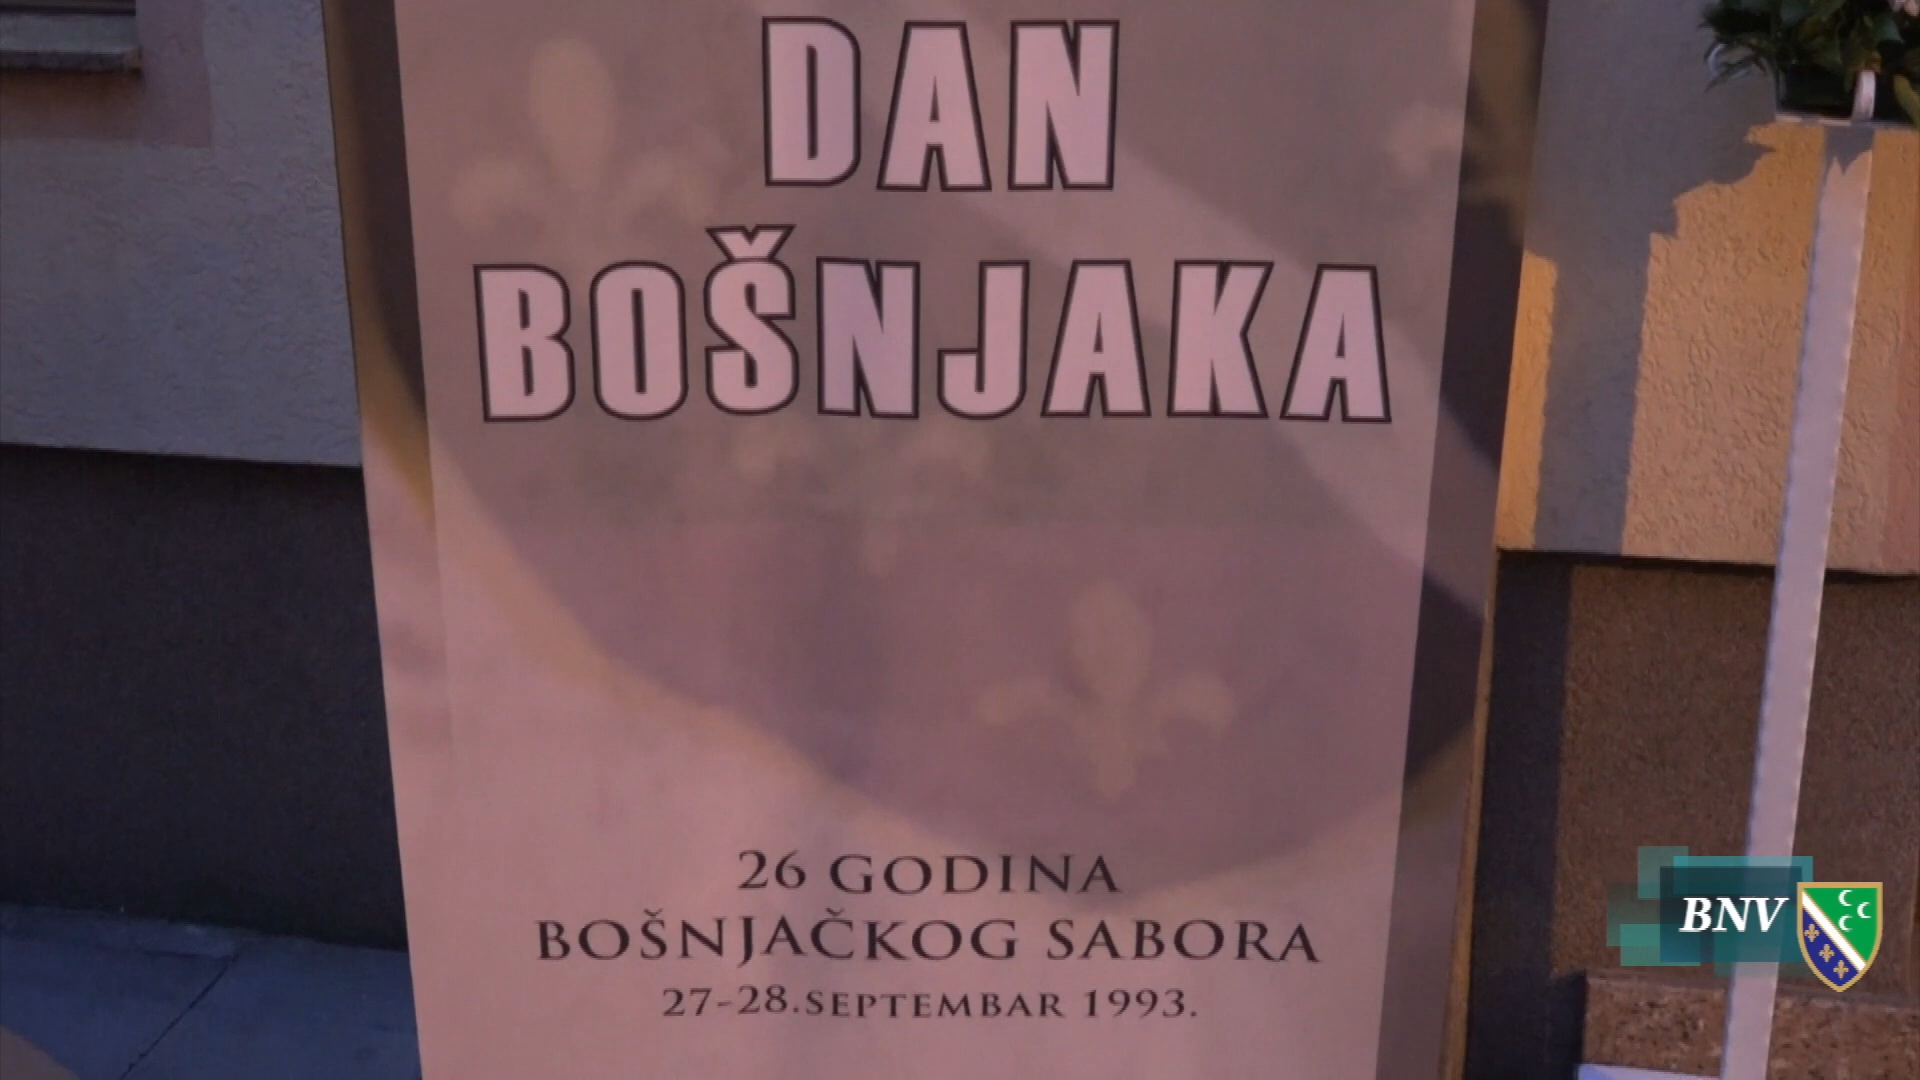 DAN
BOŠNJAKA
26 GODINA
BOŠNJAČKOG SABORA
27-28.SEPTEMBAR 1993.
BNV